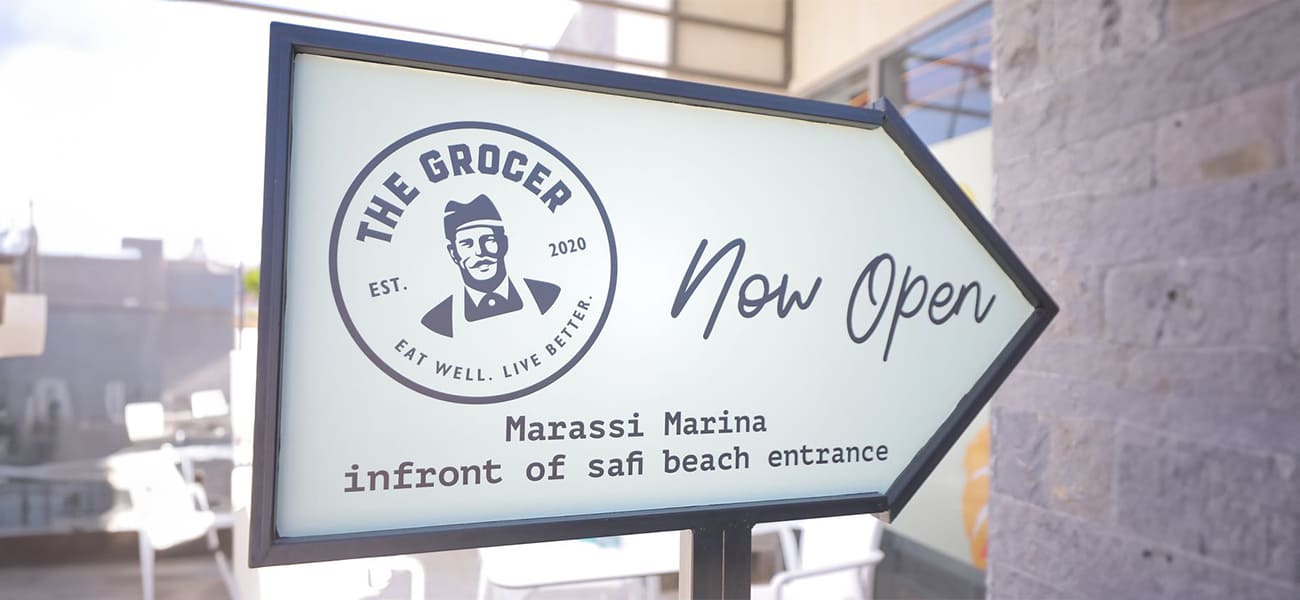 THE GROCER
EST. 2020
EAT WELL. LIVE BETTER.
Now Open
Marassi Marina
infront of safi beach entrance